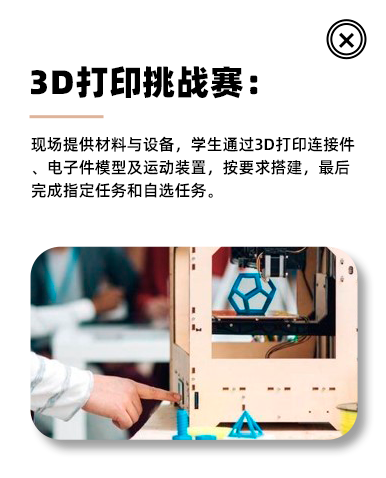 3D打印挑战赛：
现场提供材料与设备，学生通过3D打印连接件
、电子件模型及运动装置，按要求搭建，最后
完成指定任务和自选任务。